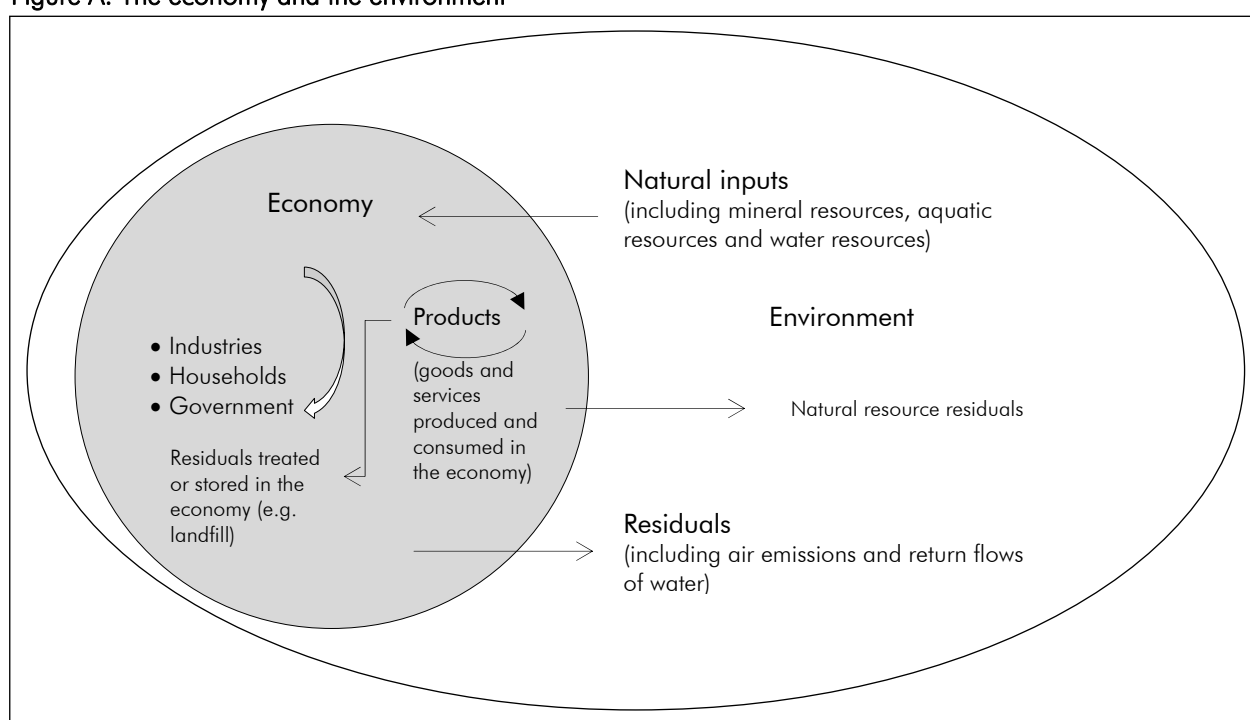 Figure A: The economy and the environment
Economy
Natural inputs
(including mineral resources, aquatic
resources and water resources)
Products
Environment
• Industries
• Households
• Government
(goods and
services
produced and
consumed in
the economy)
Natural resource residuals
Residuals treated
or stored in the
economy (e.g.
landfill)
Residuals
(including air emissions and return flows
of water)